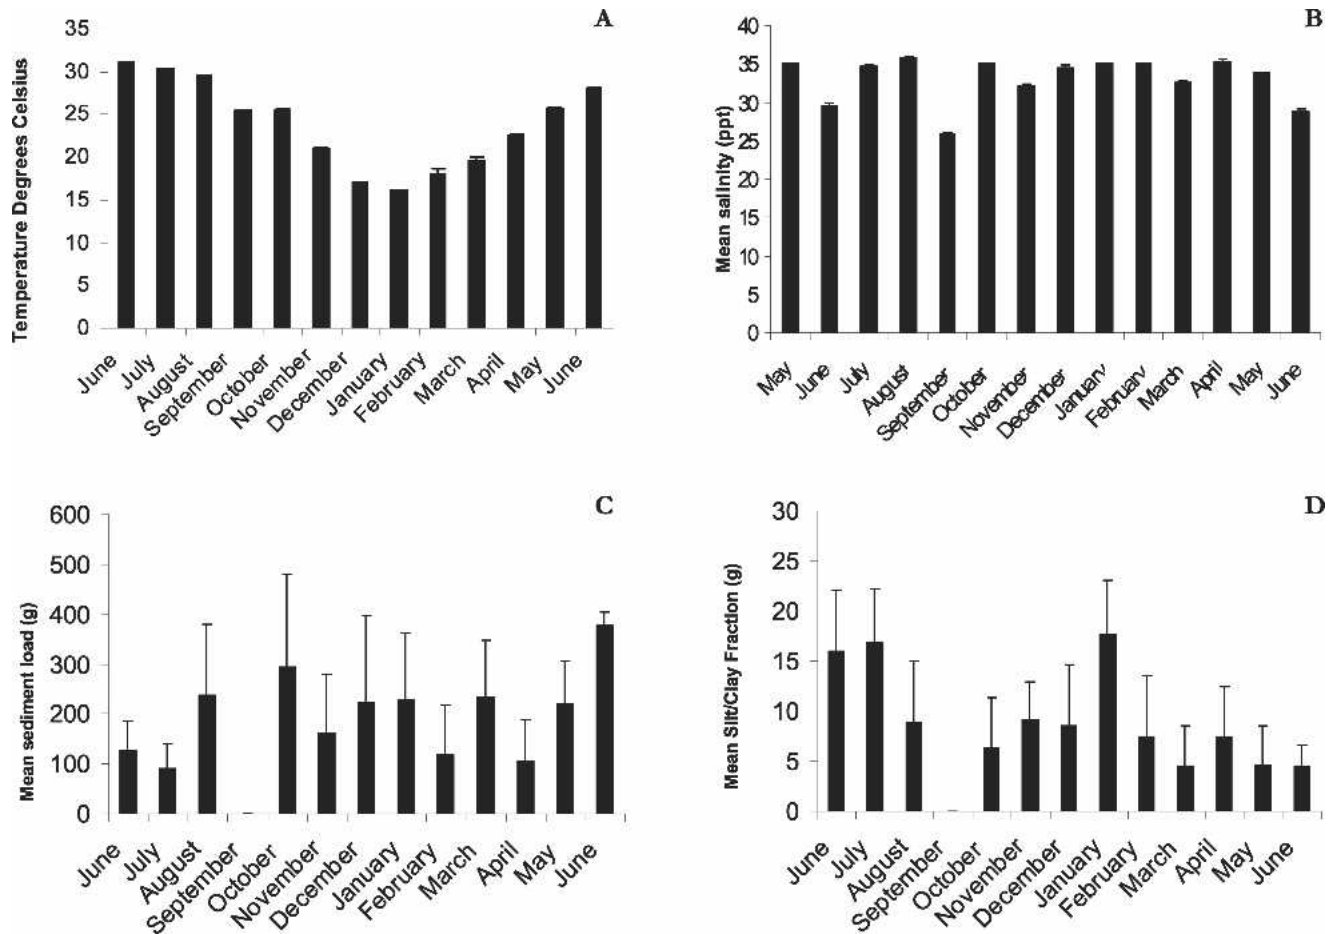 A
Temperature Degrees Celsius
35
30
25
20
15
10
5
0
June
July
August
September
October
November
December
January
February
March
April
May
June
B
Mean salinity (ppt)
40
35
30
25
20
15
10
5
0
May
June
July
August
September
October
November
December
January
February
March
April
May
June
C
Mean sediment load (g)
600
500
400
300
200
100
0
June
July
August
September
October
November
December
January
February
March
April
May
June
D
Mean Silt/Clay Fraction (g)
30
25
20
15
10
5
0
June
July
August
September
October
November
December
January
February
March
April
May
June